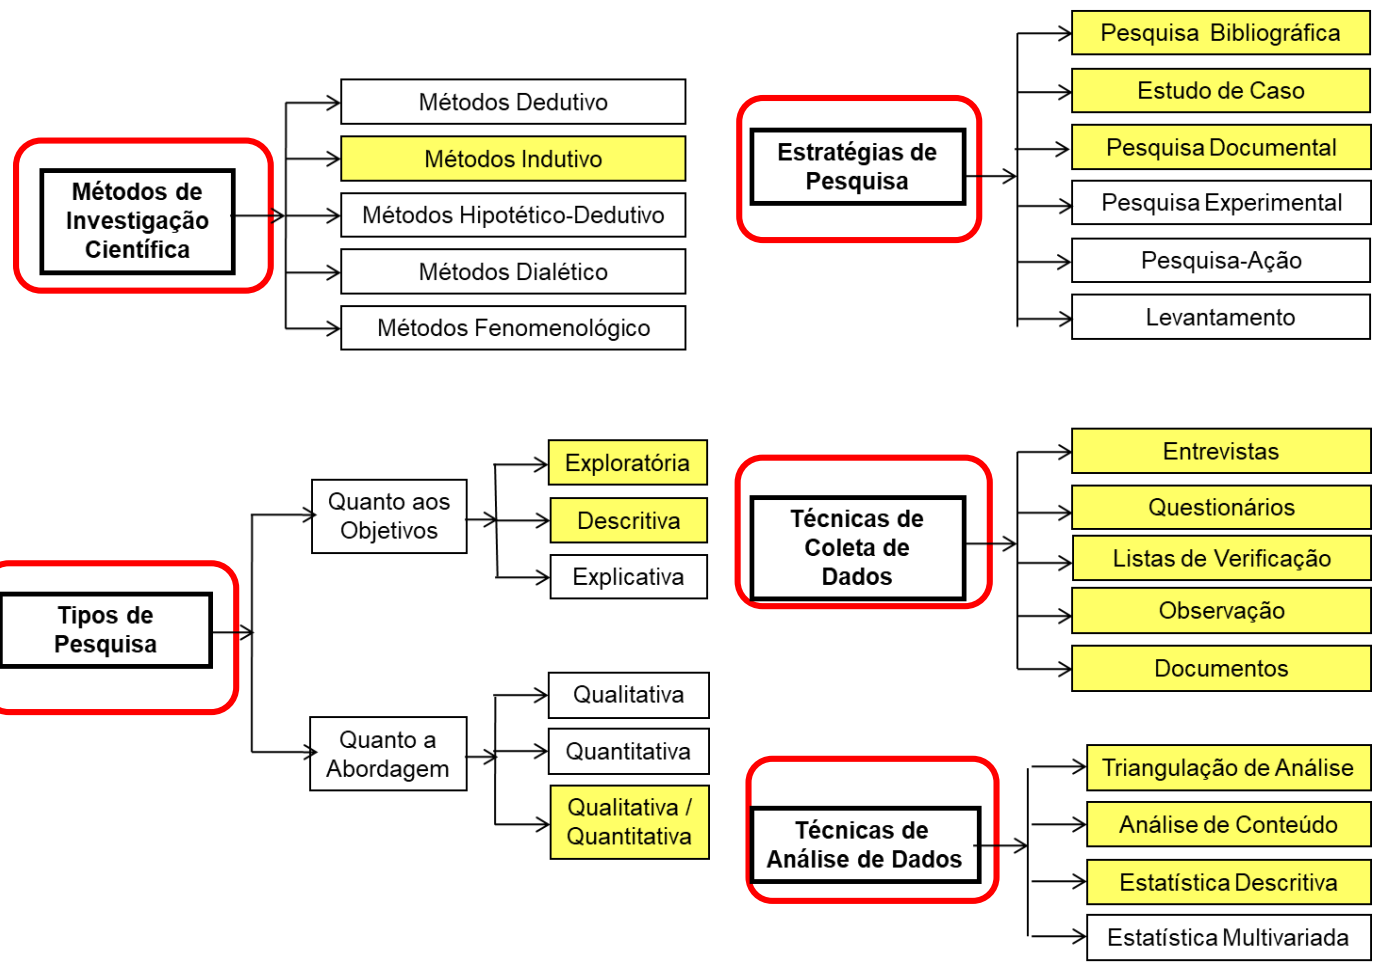 Métodos de
Investigação
Científica
Métodos Dedutivo
Métodos Indutivo
Métodos Hipotético-Dedutivo
Métodos Dialético
Métodos Fenomenológico
Estratégias de
Pesquisa
Pesquisa Bibliográfica
Estudo de Caso
Pesquisa Documental
Pesquisa Experimental
Pesquisa-Ação
Levantamento
Tipos de
Pesquisa
Quanto aos
Objetivos
Exploratória
Descritiva
Explicativa
Quanto a
Abordagem
Qualitativa
Quantitativa
Qualitativa /
Quantitativa
Técnicas de
Coleta de
Dados
Entrevistas
Questionários
Listas de Verificação
Observação
Documentos
Técnicas de
Análise de Dados
Triangulação de Análise
Análise de Conteúdo
Estatística Descritiva
Estatística Multivariada